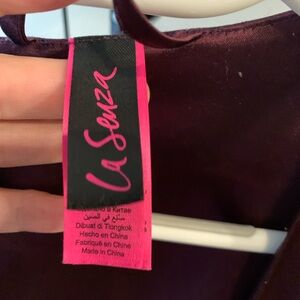 La Senza
صنع في الصين
Dibuat di Tiongkok
Hecho en China
Fabriqué en Chine
Made in China